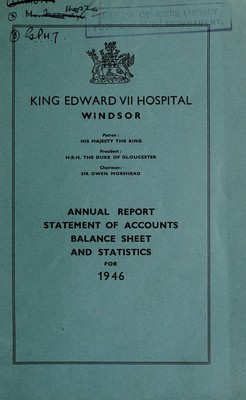 KING EDWARD VII HOSPITAL
WINDSOR
Patron :
HIS MAJESTY THE KING
President :
H.R.H. THE DUKE OF GLOUCESTER
Chairman :
SIR OWEN MORSHEAD
ANNUAL REPORT
STATEMENT OF ACCOUNTS
BALANCE SHEET
AND STATISTICS
FOR
1946